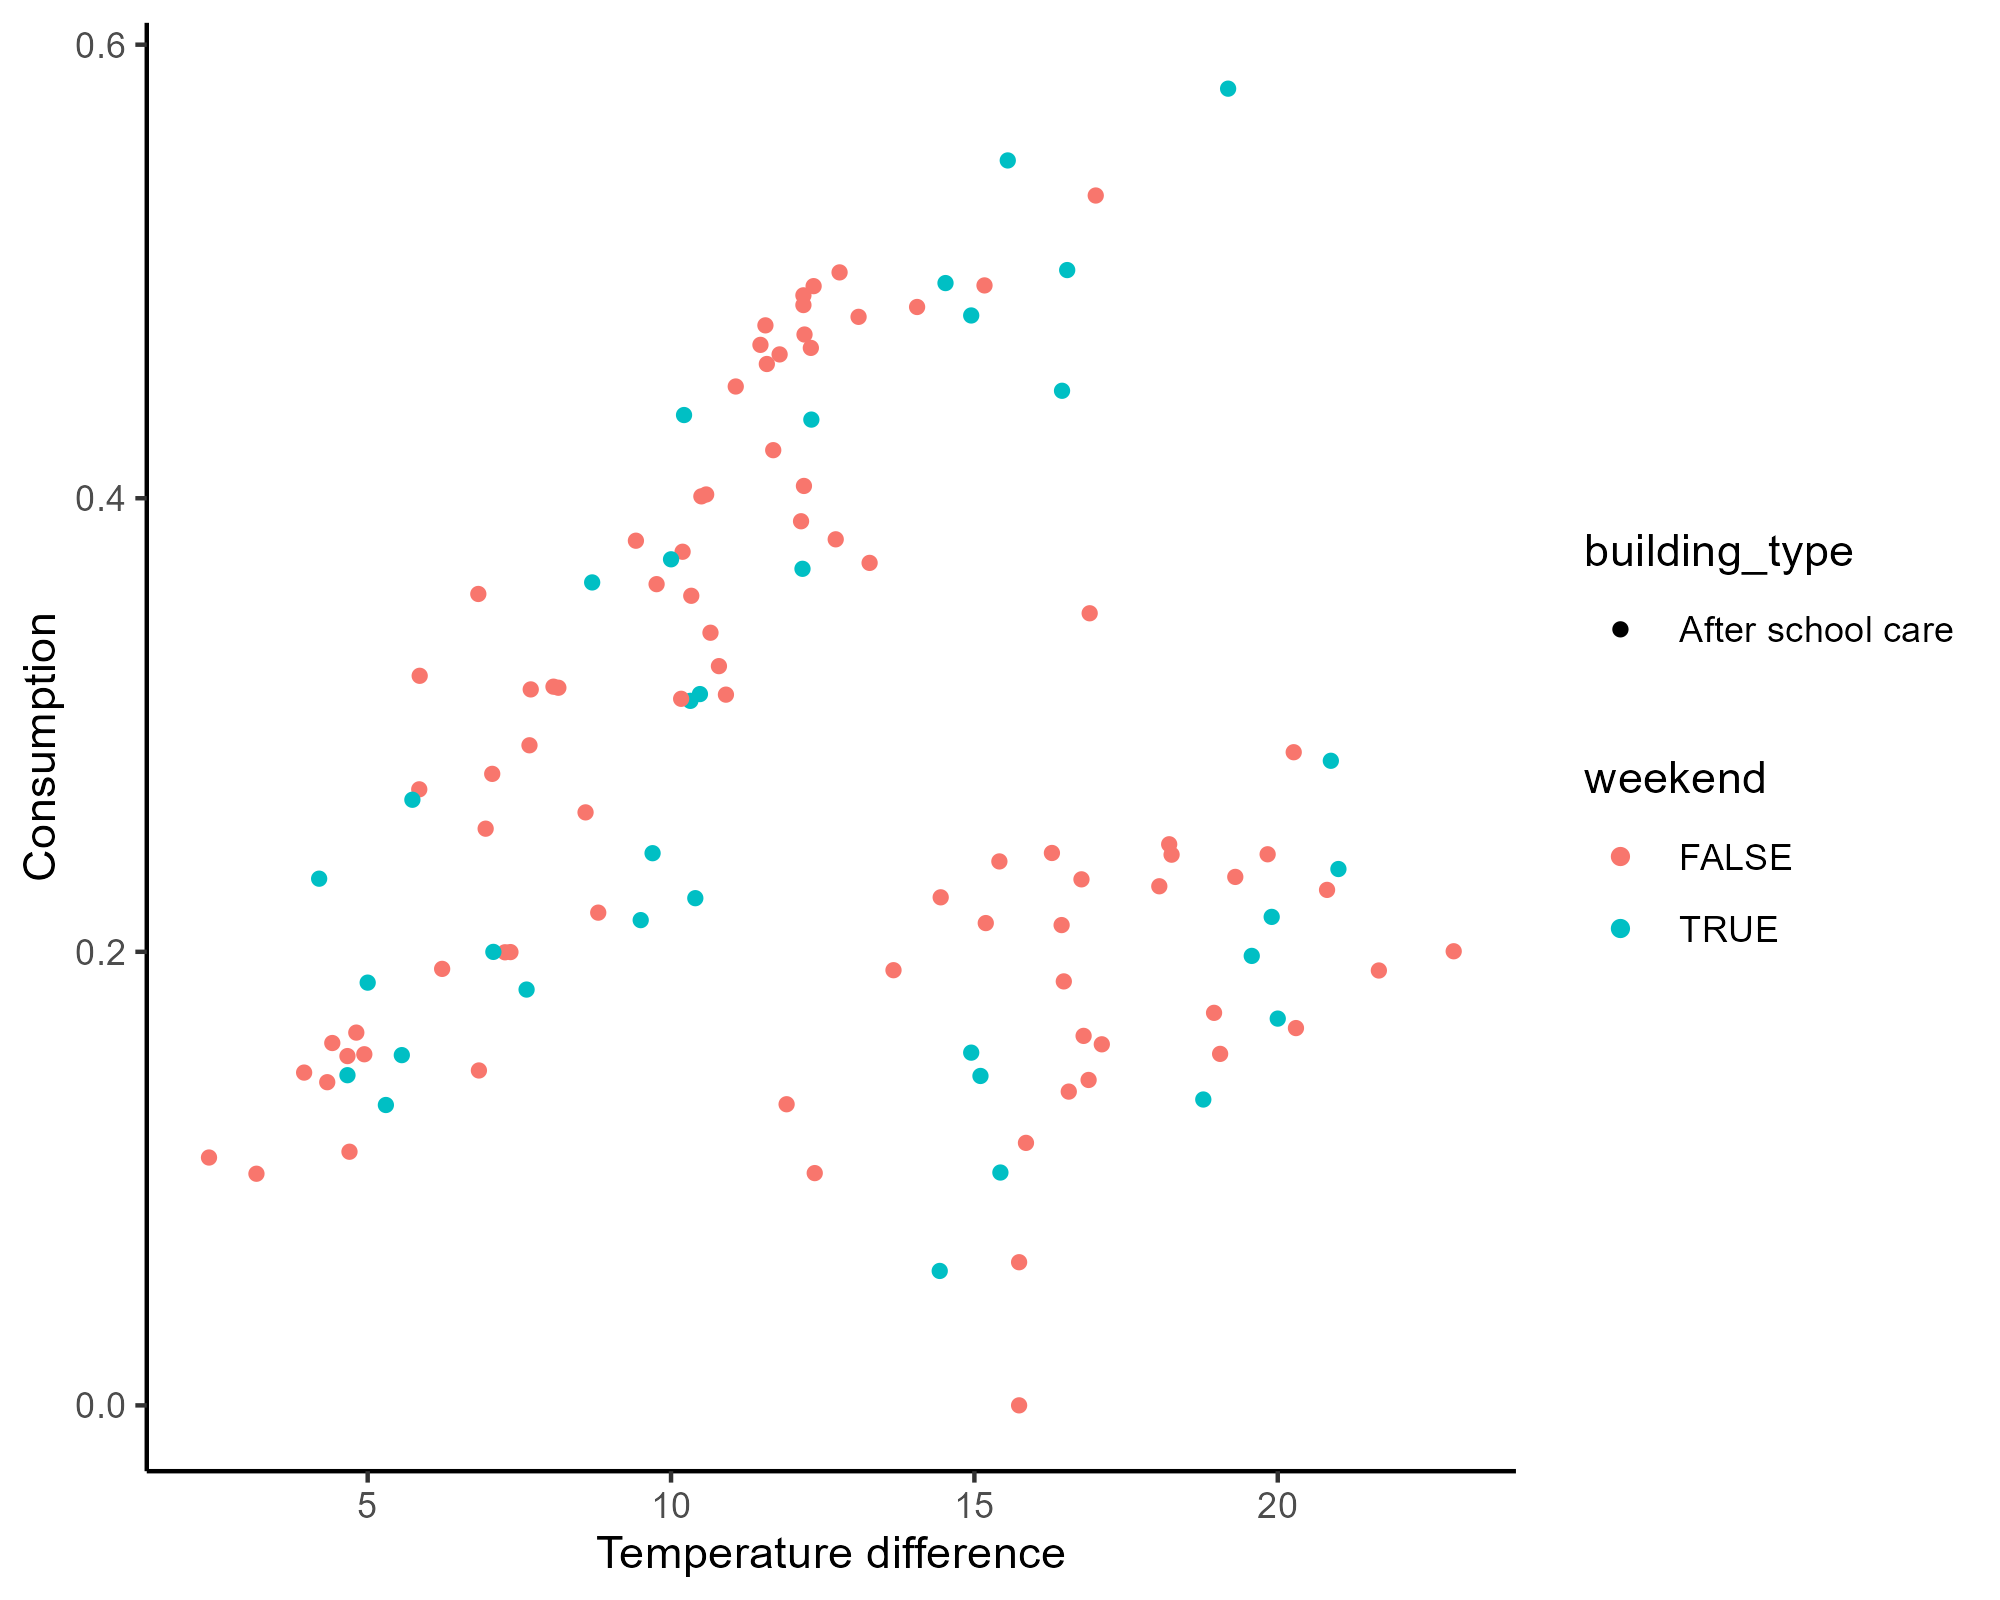 0.6
0.4
0.2
0.0
Consumption
5 10 15 20
Temperature difference
building_type
After school care
weekend
FALSE
TRUE